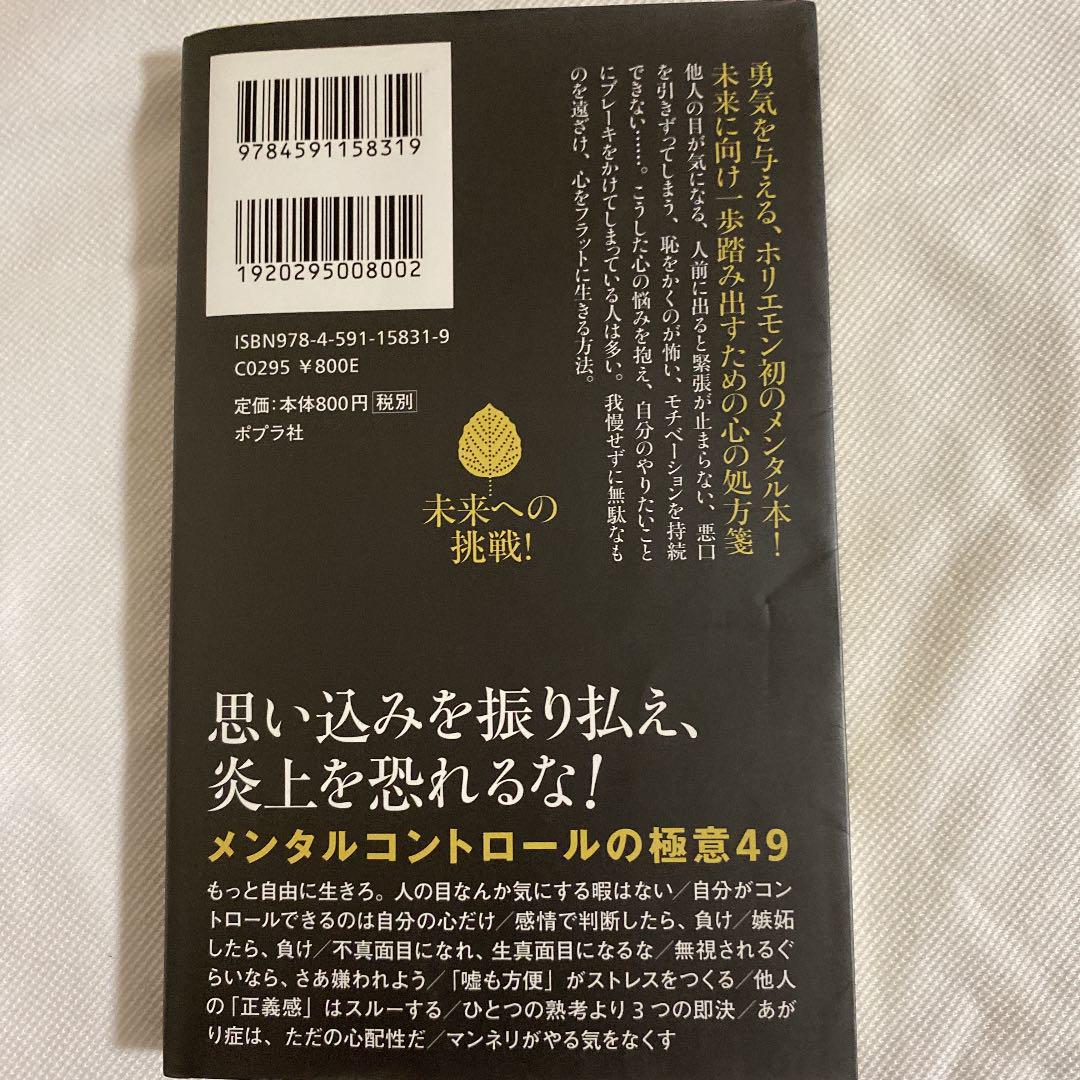 9784591158319
1920295008002
ISBN978-4-591-15831-9
C0295 ¥800E
定価:本体800円 税別
ポプラ社
勇気を与える、ホリエモン初のメンタル本!
未来に向け一歩踏み出すための心の処方箋
他人の目が気になる、人前に出ると緊張が止まらない、悪口
を引きずってしまう、恥をかくのが怖い、モチベーションを持続
できない……。こうした心の悩みを抱え、自分のやりたいこと
にブレーキをかけてしまっている人は多い。我慢せずに無駄なも
のを遠ざけ、心をフラットに生きる方法。
未来への
挑戦!
思い込みを振り払え、
炎上を恐れるな!
メンタルコントロールの極意49
もっと自由に生きろ。人の目なんか気にする暇はない/自分がコン
トロールできるのは自分の心だけ/感情で判断したら、負け/嫉妬
したら、負け/不真面目になれ、生真面目になるな/無視されるぐ
らいなら、さあ嫌われよう/「嘘も方便」がストレスをつくる/他人
の「正義感」はスルーする/ひとつの熟考より3つの即決/あが
り症は、ただの心配性だ/マンネリがやる気をなくす